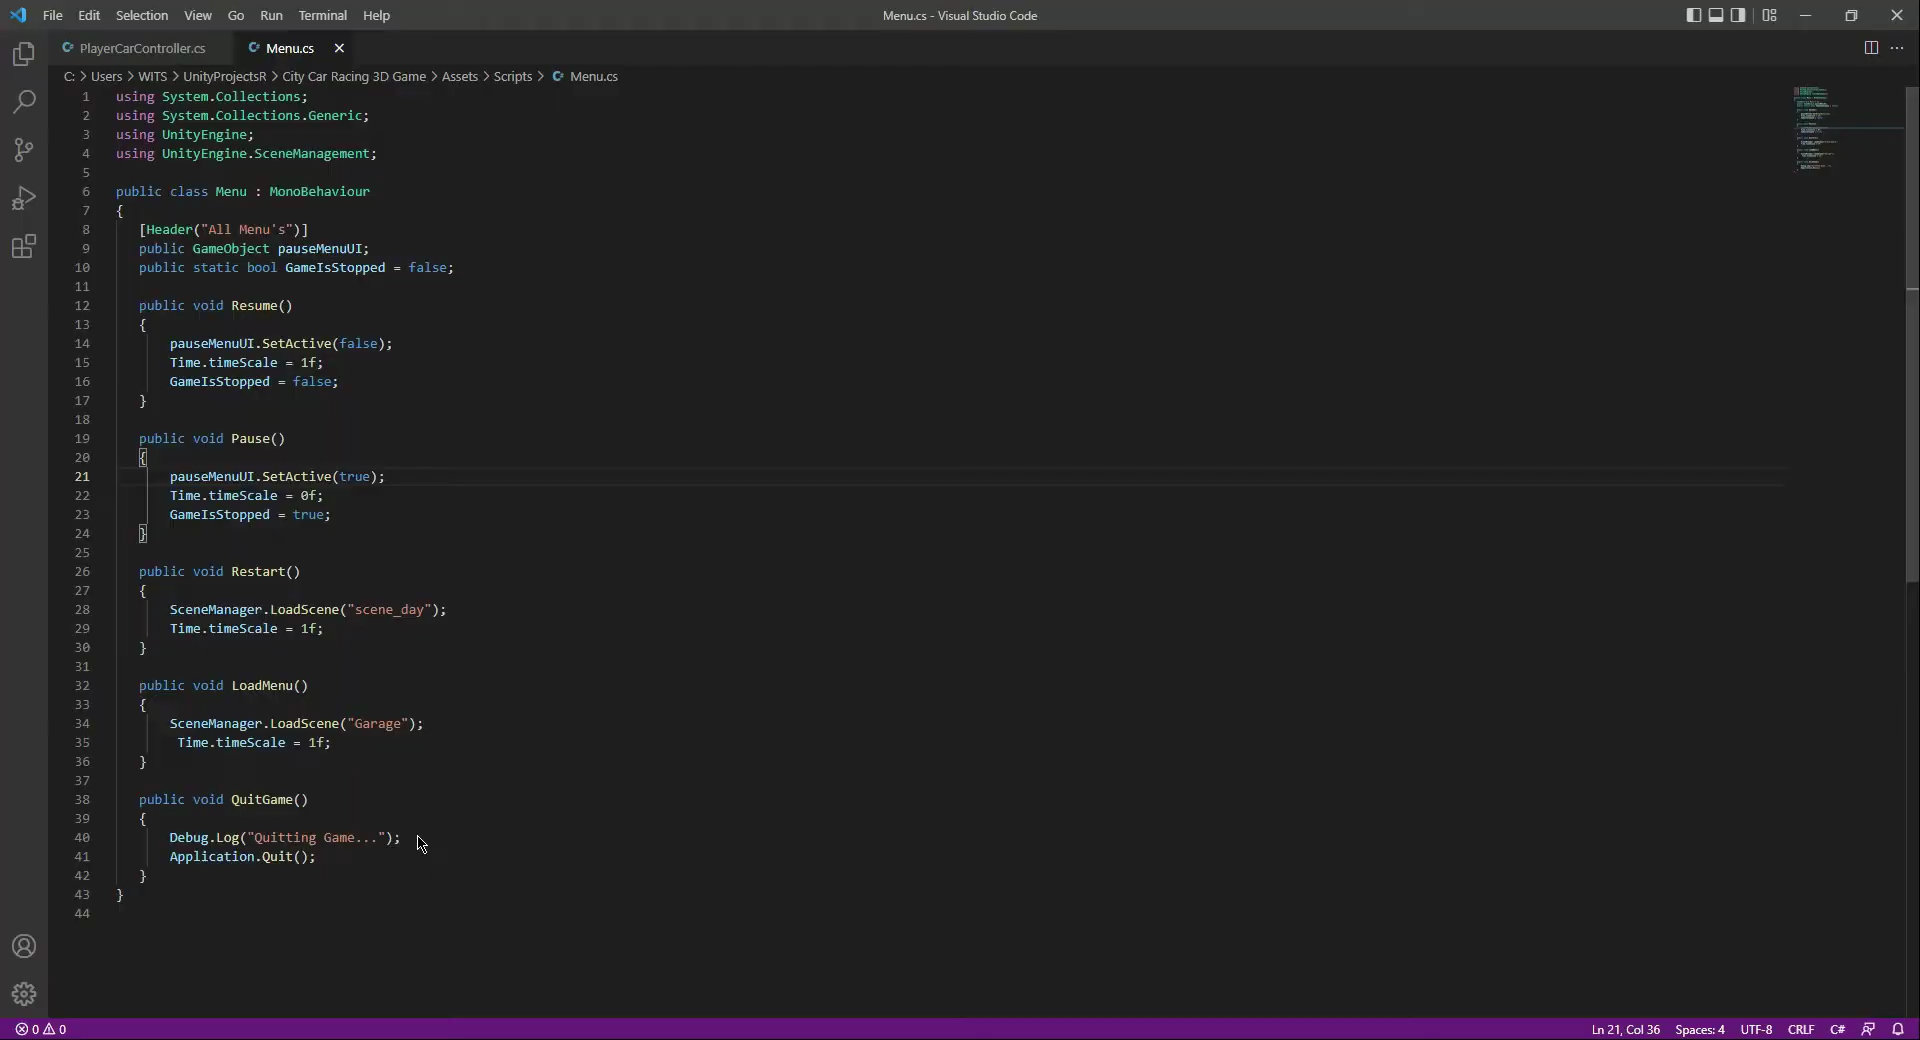 File Edit Selection View Go Run Terminal Help Menu.cs - Visual Studio Code
PlayerCarController.cs Menu.cs
C: > Users > WITS > UnityProjectsR > City Car Racing 3D Game > Assets > Scripts > Menu.cs
1 using System.Collections;
2 using System.Collections.Generic;
3 using UnityEngine;
4 using UnityEngine.SceneManagement;
5
6 public class Menu : MonoBehaviour
7 {
8 [Header("All Menu's")]
9 public GameObject pauseMenuUI;
10 public static bool GameIsStopped = false;
11
12 public void Resume()
13 {
14 pauseMenuUI.SetActive(false);
15 Time.timeScale = 1f;
16 GameIsStopped = false;
17 }
18
19 public void Pause()
20 {
21 pauseMenuUI.SetActive(true);
22 Time.timeScale = 0f;
23 GameIsStopped = true;
24 }
25
26 public void Restart()
27 {
28 SceneManager.LoadScene("scene_day");
29 Time.timeScale = 1f;
30 }
31
32 public void LoadMenu()
33 {
34 SceneManager.LoadScene("Garage");
35 Time.timeScale = 1f;
36 }
37
38 public void QuitGame()
39 {
40 Debug.Log("Quitting Game...");
41 Application.Quit();
42 }
43 }
44
0 0 Ln 21, Col 36 Spaces: 4 UTF-8 CRLF C#